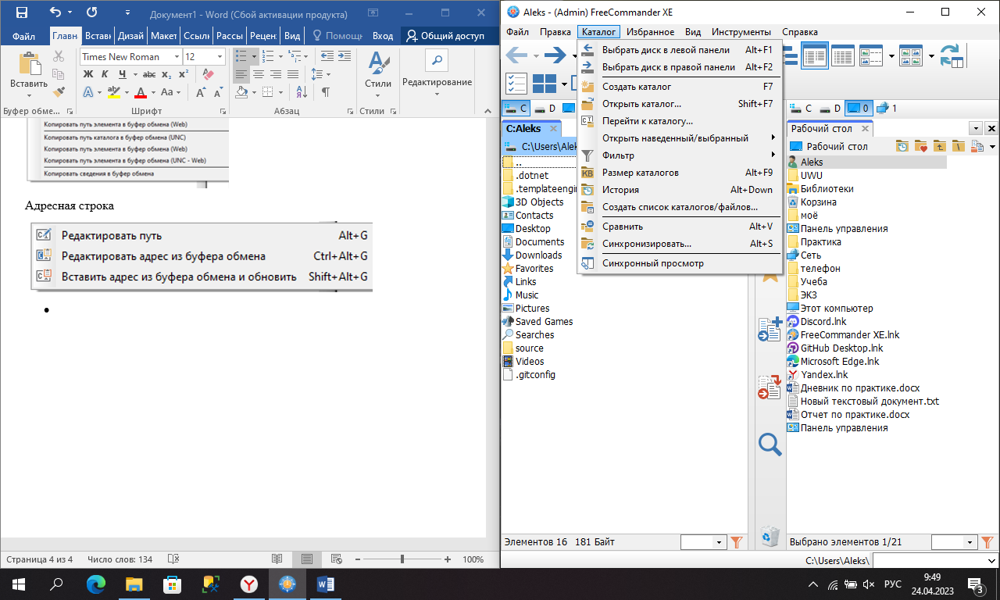 Документ1 - Word (Сбой активации продукта)
Файл
Главн
Встави
Дизай
Макет
Ссылк
Рассы
Рецен
Вид
Помощь
Вход
Общий доступ
Вставить
Times New Roman
12
Ж К Ч abc x₂ x²
Aa
Стили
Редактирование
Буфер обме...
Шрифт
Абзац
Стили
Копировать путь элемента в буфер обмена (Web)
Копировать путь каталога в буфер обмена (UNC)
Копировать путь элемента в буфер обмена (Web)
Копировать путь элемента в буфер обмена (UNC - Web)
Копировать сведения в буфер обмена
Адресная строка
Редактировать путь Alt+G
Редактировать адрес из буфера обмена Ctrl+Alt+G
Вставить адрес из буфера обмена и обновить Shift+Alt+G
Страница 4 из 4
Число слов: 134
100%
Aleks - (Admin) FreeCommander XE
Файл Правка Каталог Избранное Вид Инструменты Справка
Выбрать диск в левой панели Alt+F1
Выбрать диск в правой панели Alt+F2
Создать каталог F7
Открыть каталог... Shift+F7
Перейти к каталогу...
Открыть наведенный/выбранный
Фильтр
Размер каталогов Alt+F9
История Alt+Down
Создать список каталогов/файлов...
Сравнить Alt+V
Синхронизировать... Alt+S
Синхронный просмотр
C D
C:Aleks
C:\Users\Alek
..
.dotnet
.templateengin
3D Objects
Contacts
Desktop
Documents
Downloads
Favorites
Links
Music
Pictures
Saved Games
Searches
source
Videos
.gitconfig
Элементов 16 181 Байт
C D 0 1
Рабочий стол
Рабочий стол
Aleks
UWU
Библиотеки
Корзина
моё
Панель управления
Практика
Сеть
телефон
Учеба
ЭКЗ
Этот компьютер
Discord.lnk
FreeCommander XE.lnk
GitHub Desktop.lnk
Microsoft Edge.lnk
Yandex.lnk
Дневник по практике.docx
Новый текстовый документ.txt
Отчет по практике.docx
Панель управления
Выбрано элементов 1/21
C:\Users\Aleks\
РУС
9:49
24.04.2023
3